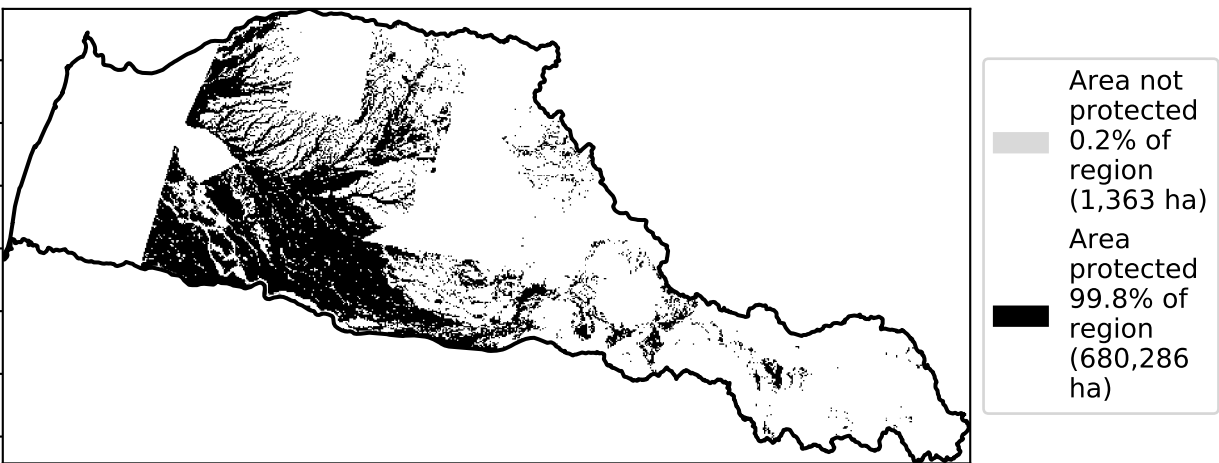 Area not
protected
0.2% of
region
(1,363 ha)
Area
protected
99.8% of
region
(680,286
ha)